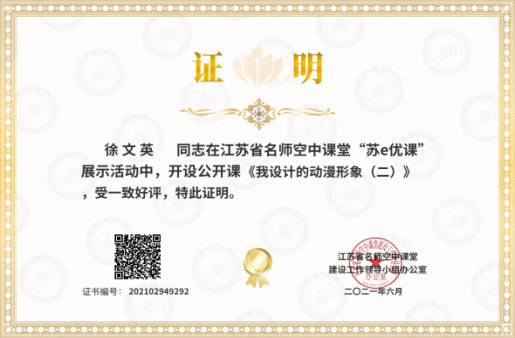 证 明
徐文英 同志在江苏省名师空中课堂“苏e优课”
展示活动中，开设公开课《我设计的动漫形象（二）》
，受一致好评，特此证明。
江苏省名师空中课堂
建设工作领导小组办公室
证书编号： 202102949292
二〇二一年六月